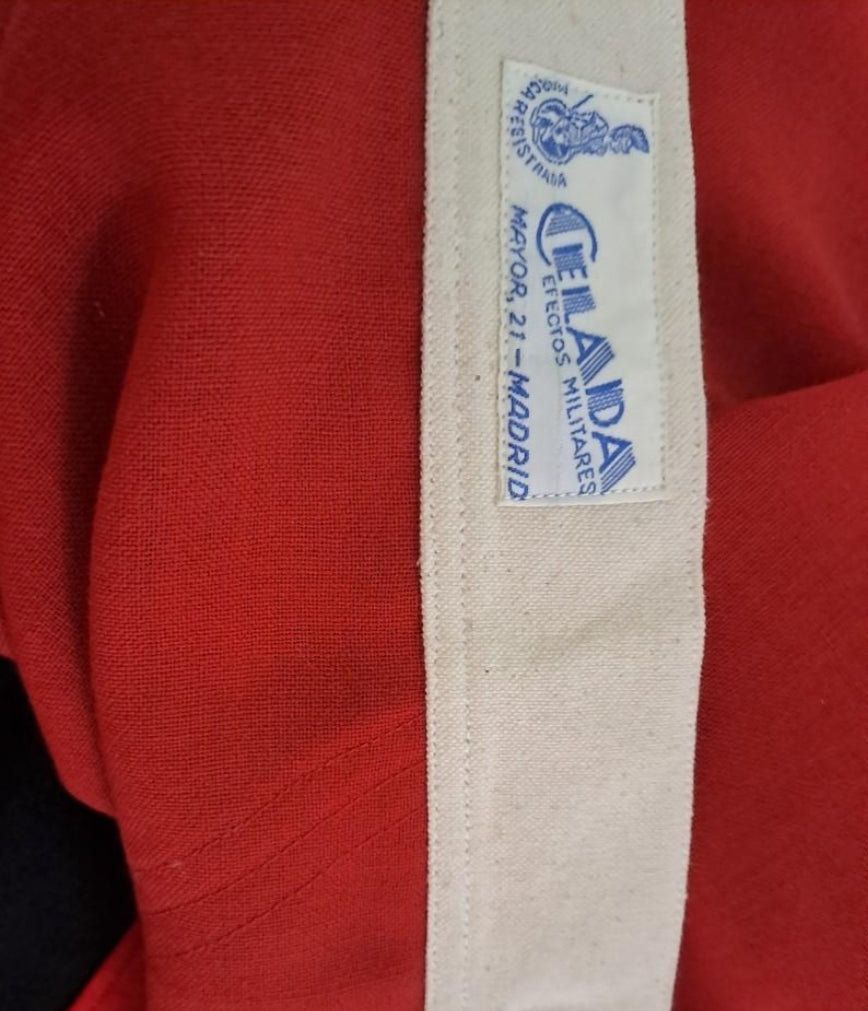 MARCA REGISTRADA
CELADA
EFECTOS MILITARES
MAYOR, 21 - MADRID